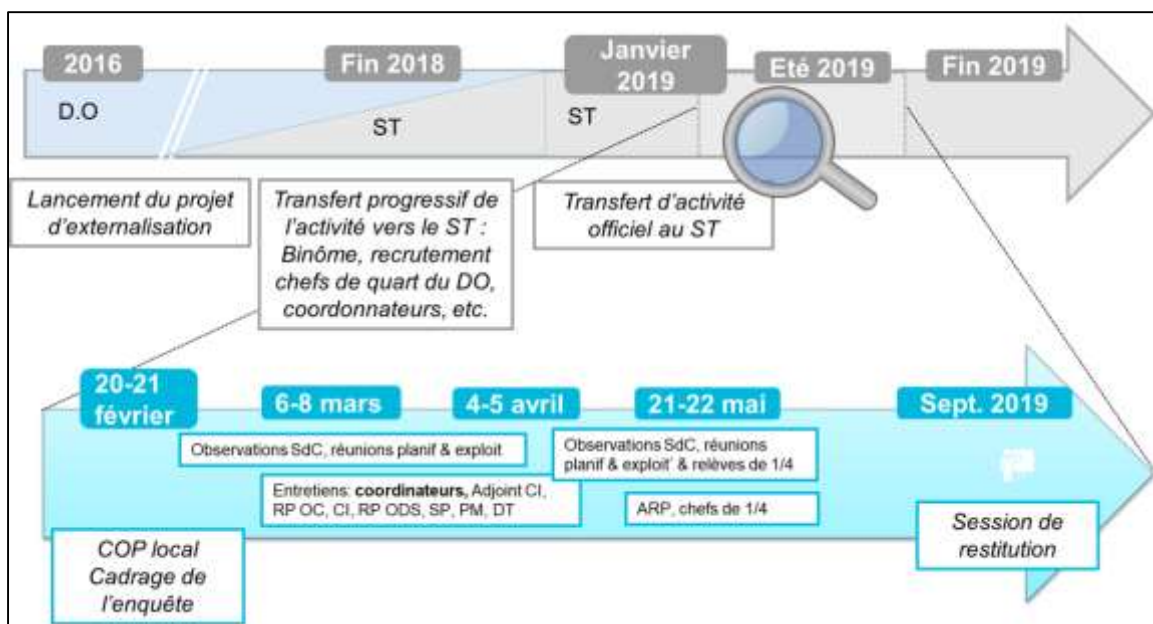 2016
Fin 2018
Janvier
2019
Eté 2019
Fin 2019
D.O
ST
ST
Lancement du projet
d'externalisation
Transfert progressif de
l'activité vers le ST :
Binôme, recrutement
chefs de quart du DO,
coordonnateurs, etc.
Transfert d'activité
officiel au ST
20-21
février
6-8 mars
4-5 avril
21-22 mai
Sept. 2019
Observations SdC, réunions planif & exploit
Observations SdC, réunions
planif & exploit' & relèves de 1/4
Entretiens: coordinateurs, Adjoint CI,
RP OC, CI, RP ODS, SP, PM, DT
ARP, chefs de 1/4
COP local
Cadrage de
l'enquête
Session de
restitution